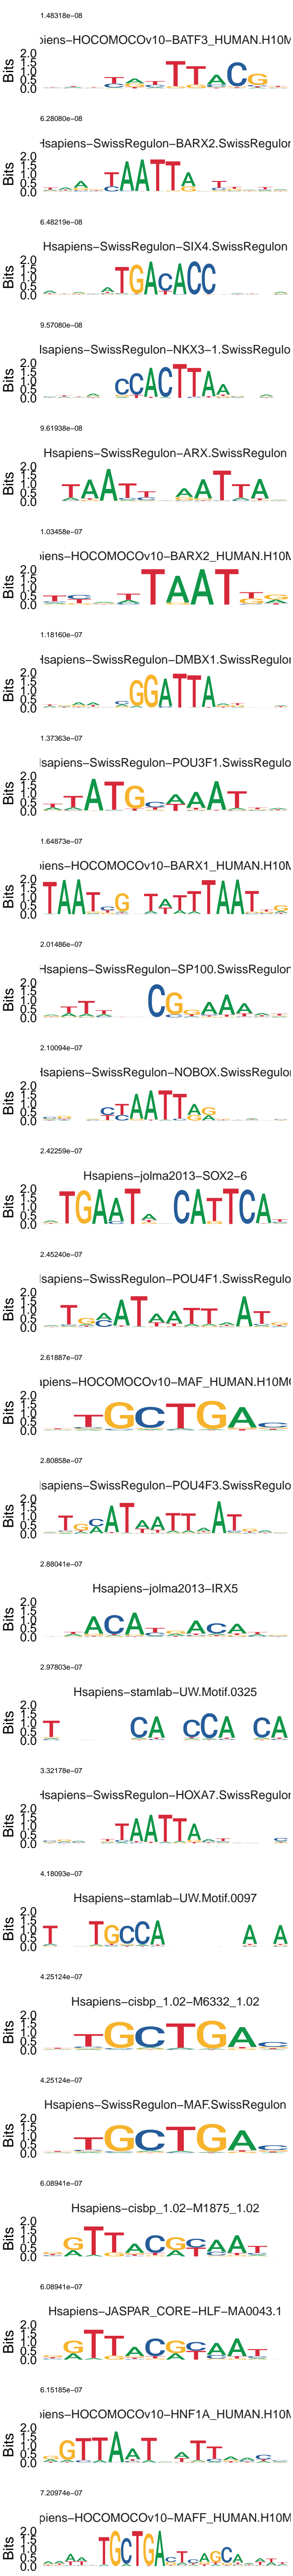 1.48318e−08
piens−HOCOMOCOv10−BATF3_HUMAN.H10M
Bits
2.0
1.5
1.0
0.5
0.0
6.28080e−08
Hsapiens−SwissRegulon−BARX2.SwissRegulor
Bits
2.0
1.5
1.0
0.5
0.0
6.48219e−08
Hsapiens−SwissRegulon−SIX4.SwissRegulon
Bits
2.0
1.5
1.0
0.5
0.0
9.57080e−08
sapiens−SwissRegulon−NKX3−1.SwissRegulo
Bits
2.0
1.5
1.0
0.5
0.0
9.61938e−08
Hsapiens−SwissRegulon−ARX.SwissRegulon
Bits
2.0
1.5
1.0
0.5
0.0
1.03458e−07
iens−HOCOMOCOv10−BARX2_HUMAN.H10M
Bits
2.0
1.5
1.0
0.5
0.0
1.18160e−07
Hsapiens−SwissRegulon−DMBX1.SwissRegulor
Bits
2.0
1.5
1.0
0.5
0.0
1.37363e−07
sapiens−SwissRegulon−POU3F1.SwissRegulo
Bits
2.0
1.5
1.0
0.5
0.0
1.64873e−07
iens−HOCOMOCOv10−BARX1_HUMAN.H10M
Bits
2.0
1.5
1.0
0.5
0.0
2.01486e−07
Hsapiens−SwissRegulon−SP100.SwissRegulon
Bits
2.0
1.5
1.0
0.5
0.0
2.10094e−07
Hsapiens−SwissRegulon−NOBOX.SwissRegulor
Bits
2.0
1.5
1.0
0.5
0.0
2.42259e−07
Hsapiens−jolma2013−SOX2−6
Bits
2.0
1.5
1.0
0.5
0.0
2.45240e−07
sapiens−SwissRegulon−POU4F1.SwissRegulo
Bits
2.0
1.5
1.0
0.5
0.0
2.61887e−07
apiens−HOCOMOCOv10−MAF_HUMAN.H10MO
Bits
2.0
1.5
1.0
0.5
0.0
2.80858e−07
sapiens−SwissRegulon−POU4F3.SwissRegulo
Bits
2.0
1.5
1.0
0.5
0.0
2.88041e−07
Hsapiens−jolma2013−IRX5
Bits
2.0
1.5
1.0
0.5
0.0
2.97803e−07
Hsapiens−stamlab−UW.Motif.0325
Bits
2.0
1.5
1.0
0.5
0.0
3.32178e−07
Hsapiens−SwissRegulon−HOXA7.SwissRegulor
Bits
2.0
1.5
1.0
0.5
0.0
4.18093e−07
Hsapiens−stamlab−UW.Motif.0097
Bits
2.0
1.5
1.0
0.5
0.0
4.25124e−07
Hsapiens−cisbp_1.02−M6332_1.02
Bits
2.0
1.5
1.0
0.5
0.0
4.25124e−07
Hsapiens−SwissRegulon−MAF.SwissRegulon
Bits
2.0
1.5
1.0
0.5
0.0
6.08941e−07
Hsapiens−cisbp_1.02−M1875_1.02
Bits
2.0
1.5
1.0
0.5
0.0
6.08941e−07
Hsapiens−JASPAR_CORE−HLF−MA0043.1
Bits
2.0
1.5
1.0
0.5
0.0
6.15185e−07
iens−HOCOMOCOv10−HNF1A_HUMAN.H10M
Bits
2.0
1.5
1.0
0.5
0.0
7.20974e−07
piens−HOCOMOCOv10−MAFF_HUMAN.H10M
Bits
2.0
1.5
1.0
0.5
0.0